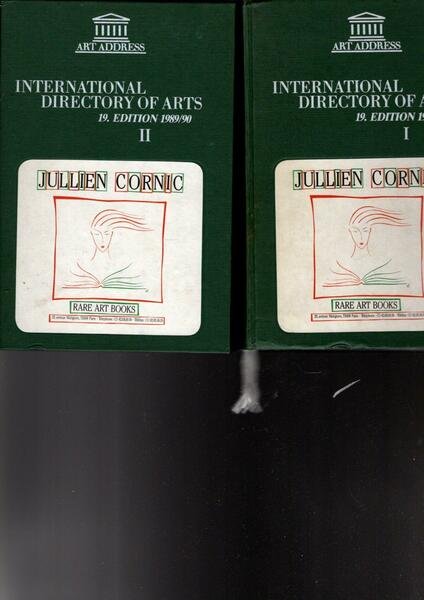 ART ADDRESS
INTERNATIONAL
DIRECTORY OF ARTS
19. EDITION 1989/90
II
JULLIEN CORNIC
RARE ART BOOKS
ART ADDRESS
INTERNATIONAL
DIRECTORY OF A
19. EDITION 19
I
JULLIEN CORNI
RARE ART BOOKS